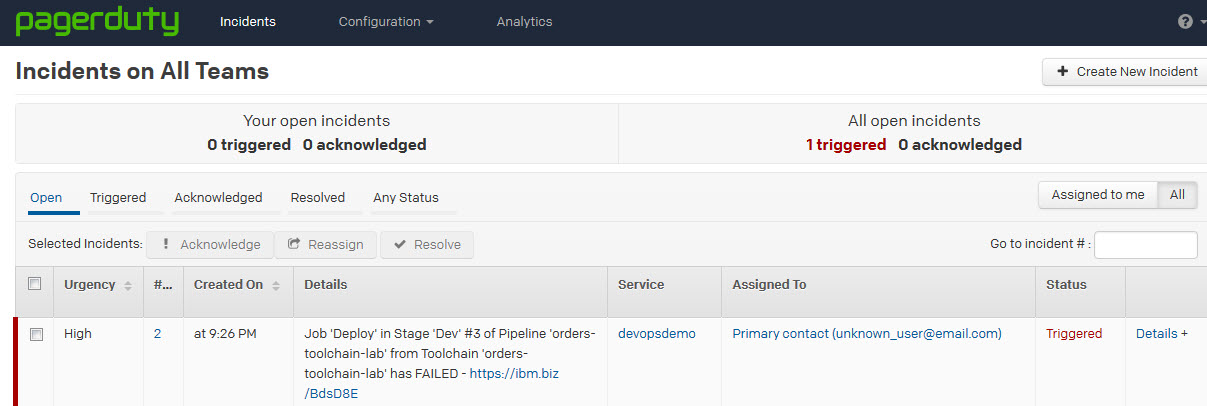 pagerduty Incidents Configuration Analytics ?
Incidents on All Teams
+ Create New Incident
Your open incidents
0 triggered 0 acknowledged
All open incidents
1 triggered 0 acknowledged
Open Triggered Acknowledged Resolved Any Status
Assigned to me All
Selected Incidents: ! Acknowledge Reassign Resolve
Go to incident # :
Urgency #... Created On Details Service Assigned To Status
High 2 at 9:26 PM Job 'Deploy' in Stage 'Dev' #3 of Pipeline 'orders- devopsdemo Primary contact (unknown_user@email.com) Triggered Details +
toolchain-lab' from Toolchain 'orders-
toolchain-lab' has FAILED - https://ibm.biz
/BdsD8E